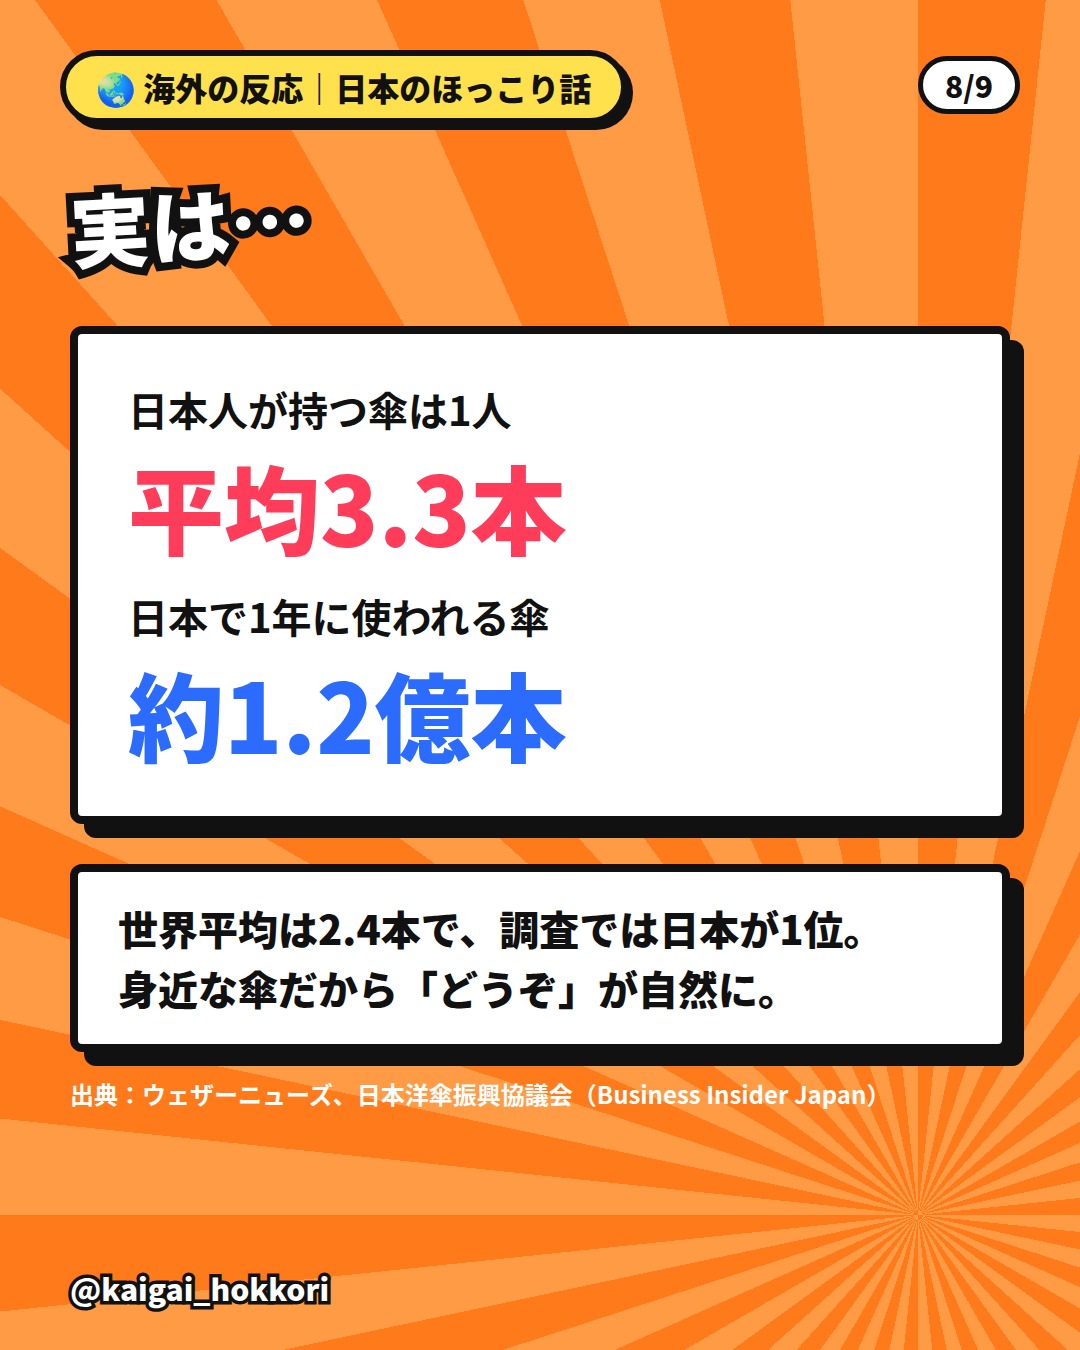 🌏 海外の反応｜日本のほっこり話
8/9
実は…
日本人が持つ傘は1人
平均3.3本
日本で1年に使われる傘
約1.2億本
世界平均は2.4本で、調査では日本が1位。
身近な傘だから「どうぞ」が自然に。
出典：ウェザーニューズ、日本洋傘振興協議会（Business Insider Japan）
@kaigai_hokkori